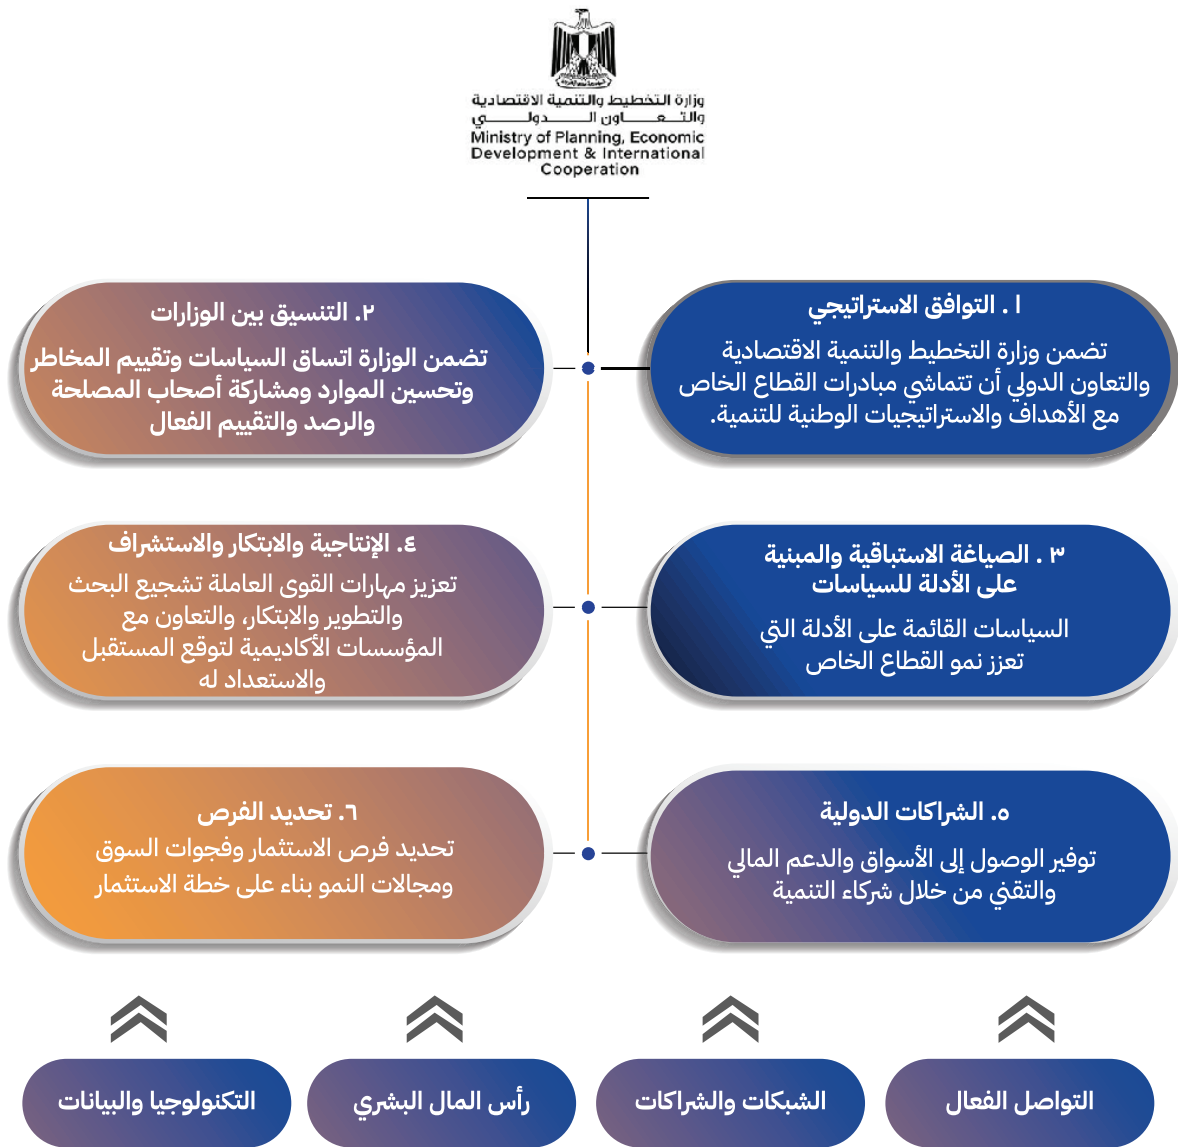 وزارة التخطيط والتنمية الاقتصادية
والتعاون الدولي
Ministry of Planning, Economic
Development & International
Cooperation
١. التوافق الاستراتيجي
تضمن وزارة التخطيط والتنمية الاقتصادية
والتعاون الدولي أن تتماشي مبادرات القطاع الخاص
مع الأهداف والاستراتيجيات الوطنية للتنمية.
٢. التنسيق بين الوزارات
تضمن الوزارة اتساق السياسات وتقييم المخاطر
وتحسين الموارد ومشاركة أصحاب المصلحة
والرصد والتقييم الفعال
٣. الصياغة الاستباقية والمبنية
على الأدلة للسياسات
السياسات القائمة على الأدلة التي
تعزز نمو القطاع الخاص
٤. الإنتاجية والابتكار والاستشراف
تعزيز مهارات القوى العاملة تشجيع البحث
والتطوير والابتكار، والتعاون مع
المؤسسات الأكاديمية لتوقع المستقبل
والاستعداد له
٥. الشراكات الدولية
توفير الوصول إلى الأسواق والدعم المالي
والتقني من خلال شركاء التنمية
٦. تحديد الفرص
تحديد فرص الاستثمار وفجوات السوق
ومجالات النمو بناء على خطة الاستثمار
التواصل الفعال
الشبكات والشراكات
رأس المال البشري
التكنولوجيا والبيانات